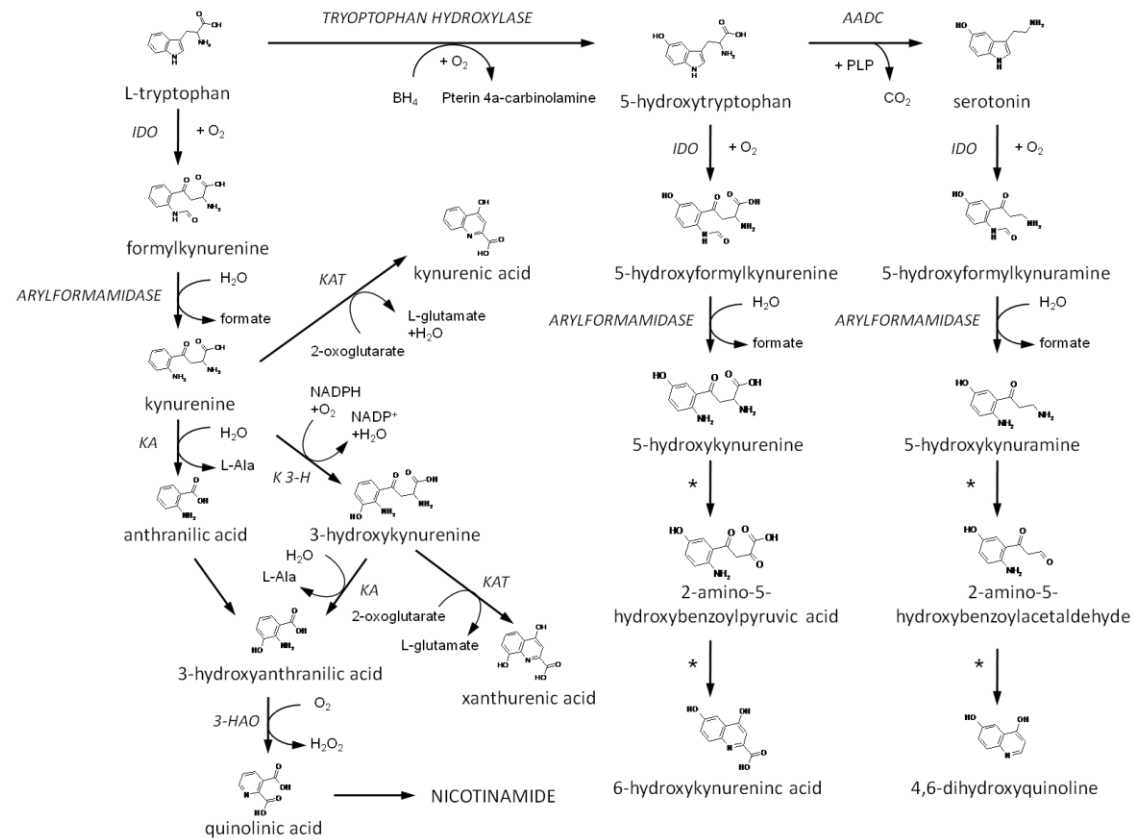 TRYOPTOPHAN HYDROXYLASE
AADC
+ O2
+ PLP
BH4
Pterin 4a-carbinolamine
CO2
L-tryptophan
5-hydroxytryptophan
serotonin
IDO
+ O2
IDO
+ O2
IDO
+ O2
formylkynurenine
kynurenic acid
5-hydroxyformylkynurenine
5-hydroxyformylkynuramine
ARYLFORMAMIDASE
H2O
formate
KAT
L-glutamate
+H2O
2-oxoglutarate
ARYLFORMAMIDASE
H2O
formate
ARYLFORMAMIDASE
H2O
formate
kynurenine
NADPH
+O2
NADP+
+H2O
5-hydroxykynurenine
5-hydroxykynuramine
KA
H2O
L-Ala
K 3-H
*
*
anthranilic acid
3-hydroxykynurenine
H2O
L-Ala
KA
KAT
2-oxoglutarate
L-glutamate
2-amino-5-
hydroxybenzoylpyruvic acid
2-amino-5-
hydroxybenzoylacetaldehyde
3-hydroxyanthranilic acid
xanthurenic acid
*
*
3-HAO
O2
H2O2
quinolinic acid
NICOTINAMIDE
6-hydroxykynureninc acid
4,6-dihydroxyquinoline